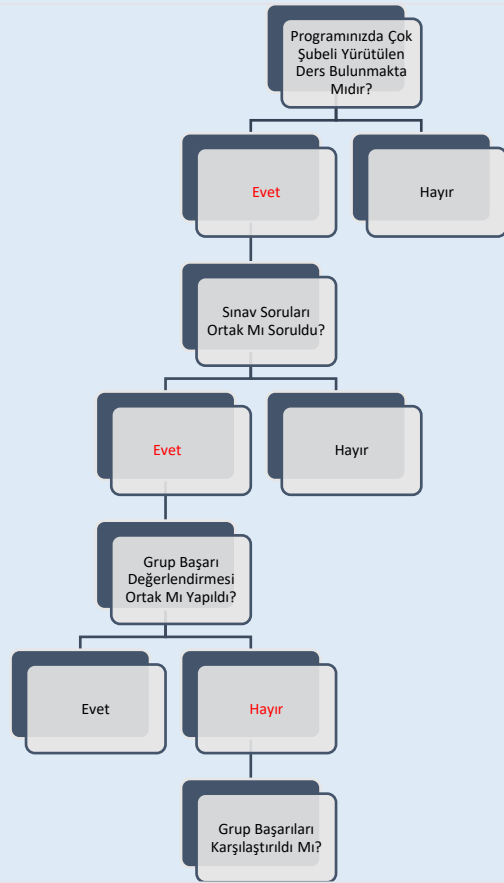 Programınızda Çok
Şubeli Yürütülen
Ders Bulunmakta
Mıdır?
Evet
Hayır
Sınav Soruları
Ortak Mı Soruldu?
Evet
Hayır
Grup Başarı
Değerlendirmesi
Ortak Mı Yapıldı?
Evet
Hayır
Grup Başarıları
Karşılaştırıldı Mı?